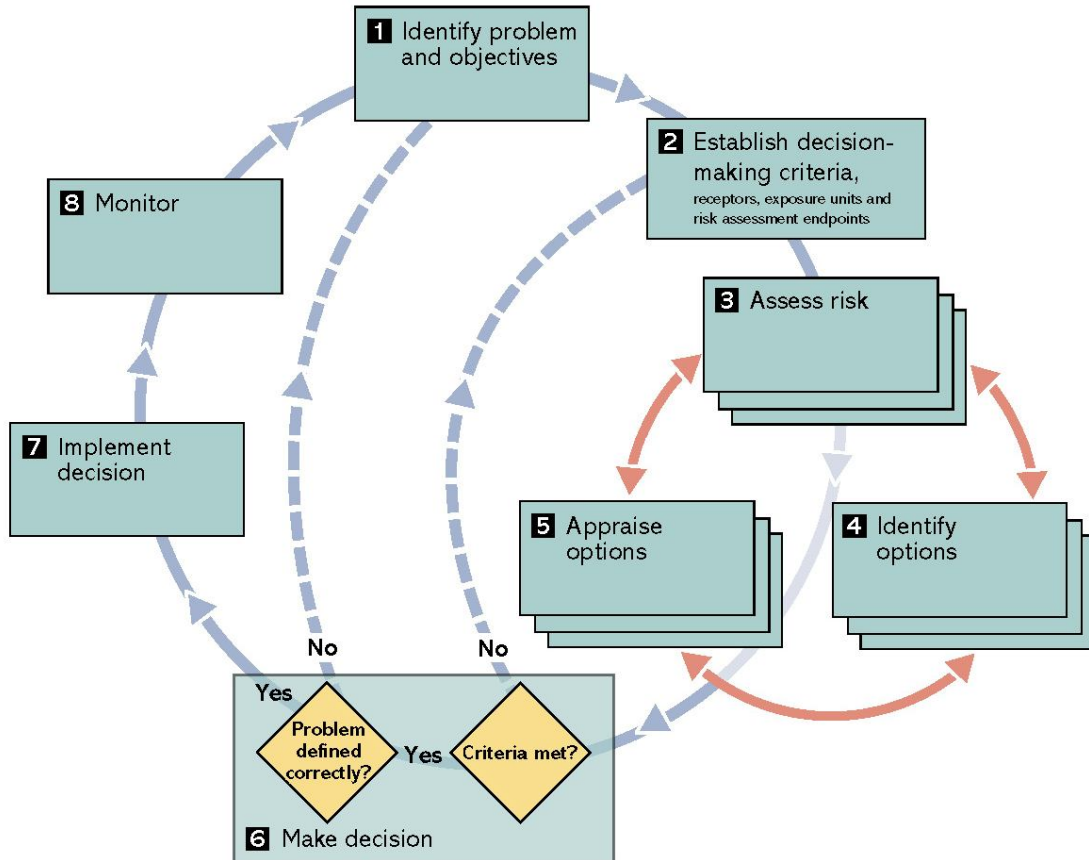 1 Identify problem
and objectives
2 Establish decision-
making criteria,
receptors, exposure units and
risk assessment endpoints
8 Monitor
3 Assess risk
7 Implement
decision
5 Appraise
options
4 Identify
options
No
No
Yes
Problem
defined
correctly?
Yes
Criteria met?
6 Make decision